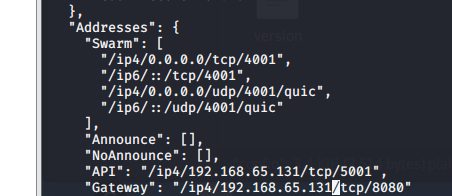 },
"Addresses": {
"Swarm": [
"/ip4/0.0.0.0/tcp/4001",
"/ip6/::/tcp/4001",
"/ip4/0.0.0.0/udp/4001/quic",
"/ip6/::/udp/4001/quic"
],
"Announce": [],
"NoAnnounce": [],
"API": "/ip4/192.168.65.131/tcp/5001",
"Gateway": "/ip4/192.168.65.131/tcp/8080"
version